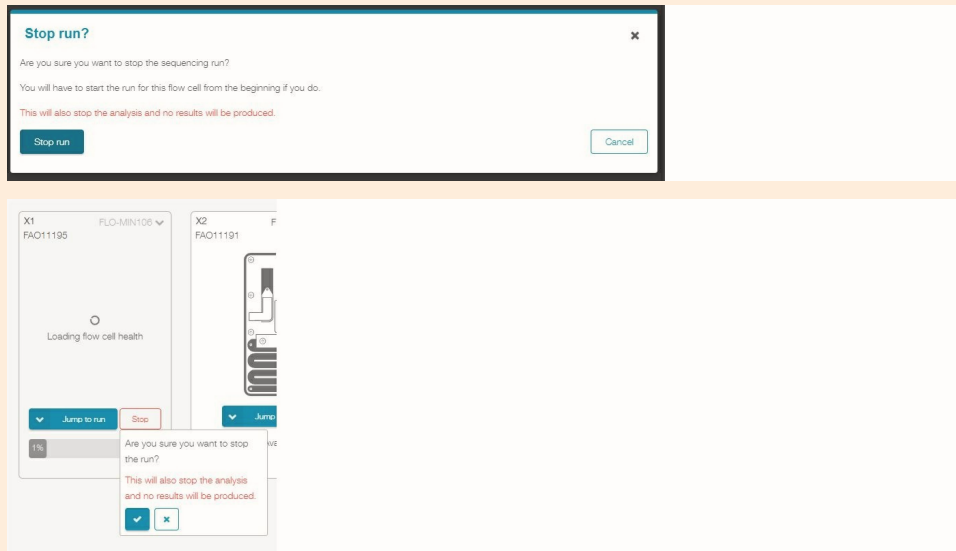 Stop run?
Are you sure you want to stop the sequencing run?
You will have to start the run for this flow cell from the beginning if you do.
This will also stop the analysis and no results will be produced.
Stop run
Cancel
X1
FLO-MIN106
FAO11195
Loading flow cell health
Jump to run
Stop
1%
Are you sure you want to stop
the run?
This will also stop the analysis
and no results will be produced.
X2
F
FAO11191
Jump